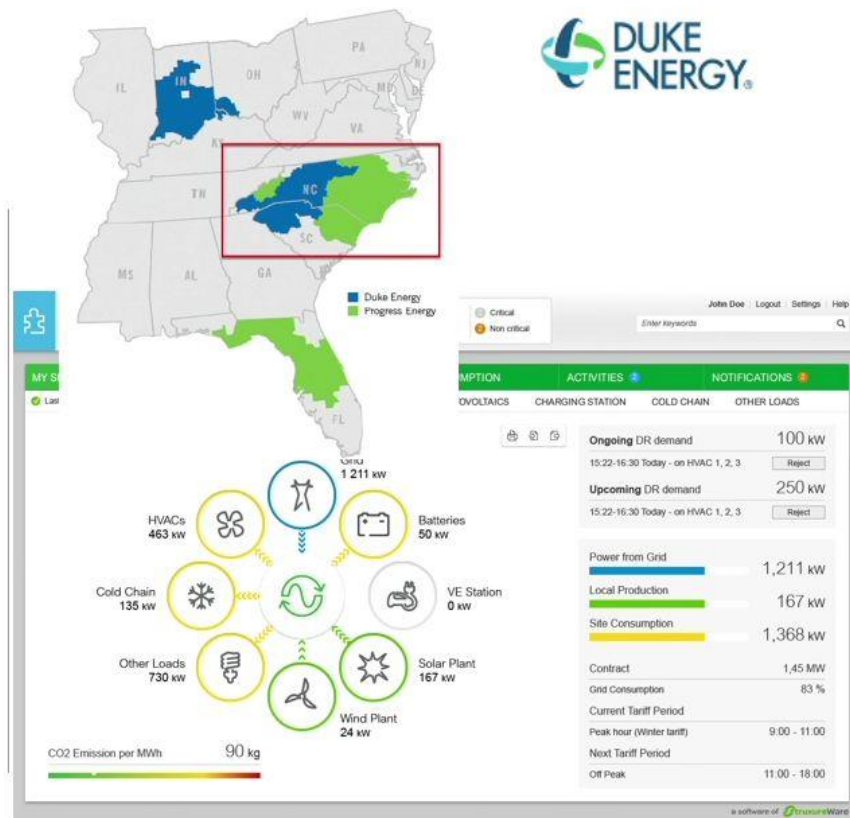 DUKE
ENERGY®
PA
NJ
IL
IN
OH
MD
DE
WV
VA
KY
TN
NC
SC
MS
AL
GA
FL
Duke Energy
Progress Energy
Critical
2 Non critical
John Doe Logout Settings Help
Enter keywords
MY
ACTIVITIES 2
NOTIFICATIONS
CHARGING STATION
COLD CHAIN
OTHER LOADS
Grid
1 211 kW
HVACs
463 kW
Batteries
50 kW
Cold Chain
135 kW
VE Station
0 kW
Other Loads
730 kW
Solar Plant
167 kW
Wind Plant
24 kW
CO2 Emission per MWh 90 kg
Ongoing DR demand 100 kW
15:22-16:30 Today - on HVAC 1, 2, 3 Reject
Upcoming DR demand 250 kW
15:22-16:30 Today - on HVAC 1, 2, 3 Reject
Power from Grid
1,211 kW
Local Production
167 kW
Site Consumption
1,368 kW
Contract 1,45 MW
Grid Consumption 83 %
Current Tariff Period
Peak hour (Winter tariff) 9:00 - 11:00
Next Tariff Period
Off Peak 11:00 - 18:00
a software of StruxureWare